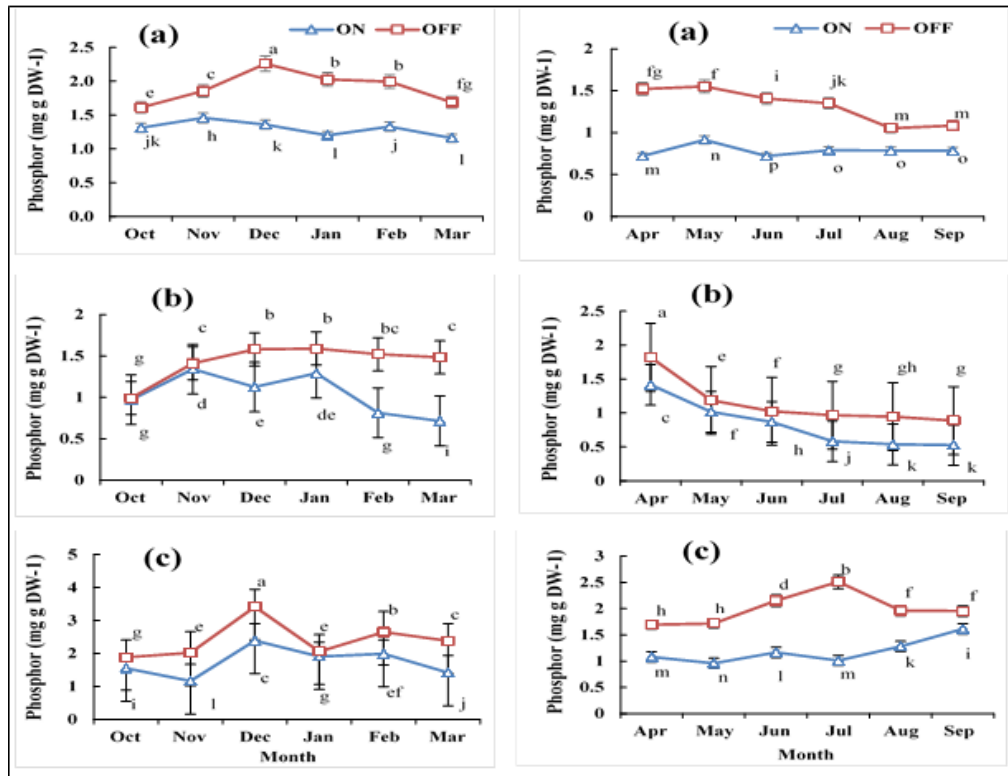 (a)
ON OFF
Phosphor (mg g DW-1)
2.5
2.0
1.5
1.0
0.5
0.0
e c a b b fg
jk h k l j l
Oct Nov Dec Jan Feb Mar
(a)
ON OFF
Phosphor (mg g DW-1)
2
1.5
1
0.5
0
fg f i jk m m
m n p o o o
Apr May Jun Jul Aug Sep
(b)
Phosphor (mg g DW-1)
2
1.5
1
0.5
0
g c b b bc c
g d e de g i
Oct Nov Dec Jan Feb Mar
(b)
Phosphor (mg g DW-1)
2.5
2
1.5
1
0.5
0
a e f g gh g
c f h j k k
Apr May Jun Jul Aug Sep
(c)
Phosphor (mg g DW-1)
5
4
3
2
1
0
g e a e b c
i l c g ef j
Oct Nov Dec Jan Feb Mar
Month
(c)
Phosphor (mg g DW-1)
3
2.5
2
1.5
1
0.5
0
h h d b f f
m n l m k i
Apr May Jun Jul Aug Sep
Month